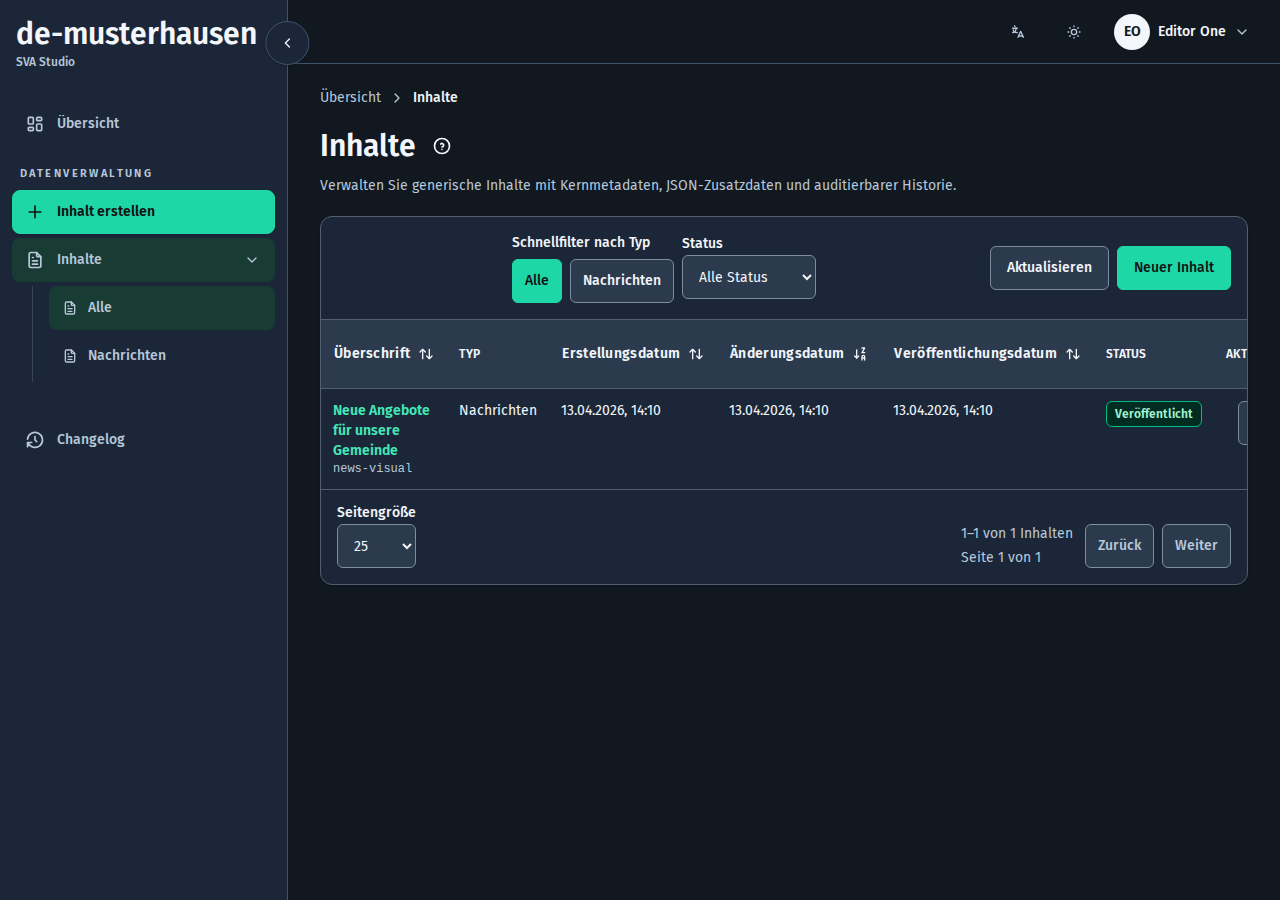 de-musterhausen
SVA Studio
Übersicht
DATENVERWALTUNG
Inhalt erstellen
Inhalte
Alle
Nachrichten
Changelog
EO Editor One
Übersicht Inhalte
Inhalte
Verwalten Sie generische Inhalte mit Kernmetadaten, JSON-Zusatzdaten und auditierbarer Historie.
Schnellfilter nach Typ Status
Alle Nachrichten Alle Status Aktualisieren Neuer Inhalt
Überschrift TYP Erstellungsdatum Änderungsdatum Veröffentlichungsdatum STATUS AKT
Neue Angebote Nachrichten 13.04.2026, 14:10 13.04.2026, 14:10 13.04.2026, 14:10 Veröffentlicht
für unsere
Gemeinde
news-visual
Seitengröße
25
1–1 von 1 Inhalten
Seite 1 von 1
Zurück Weiter